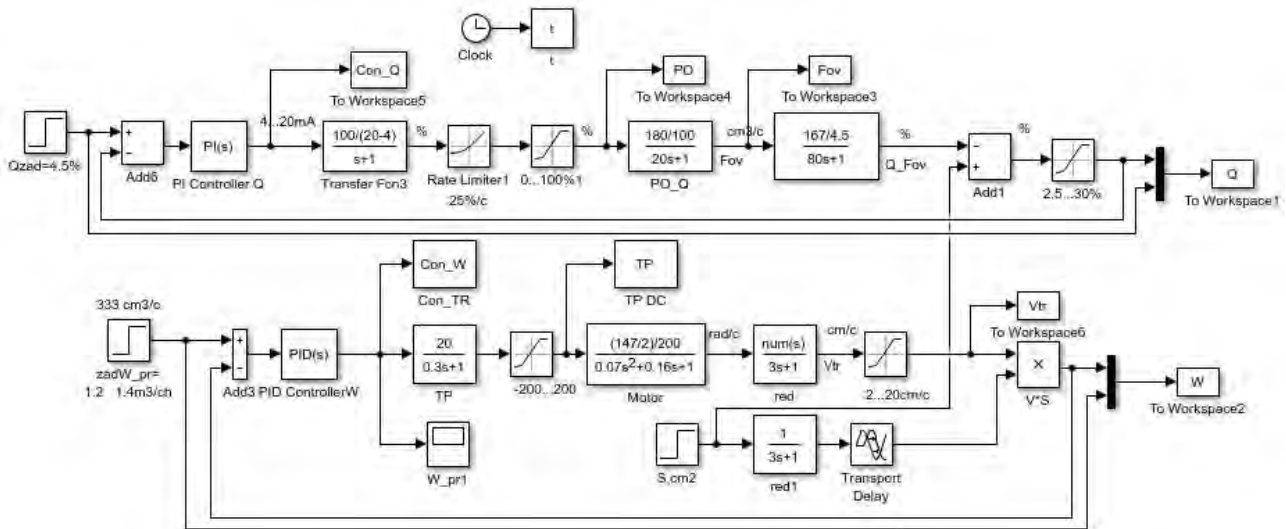 t
Clock
t
Con_Q
To Workspace5
PO
To Workspace4
Fov
To Workspace3
Qzad=4.5%
+
−
Add6
PI(s)
PI Controller Q
4...20mA
100/(20-4)
s+1
Transfer Fcn3
%
Rate Limiter1
25%/c
0...100%1
%
180/100
20s+1
PO_Q
cm3/c
Fov
167/4.5
80s+1
%
Q_Fov
−
+
Add1
%
2,5...30%
Q
To Workspace1
333 cm3/c
zadW_pr=
1.2 1.4m3/ch
+
−
Add3
PID(s)
PID ControllerW
Con_W
Con_TR
20
0.3s+1
TP
-200...200
TP
TP DC
(147/2)/200
0.07s²+0.16s+1
Motor
rad/c
num(s)
3s+1
red
cm/c
Vtr
2...20cm/c
Vtr
To Workspace6
×
V*S
W
To Workspace2
W_pr1
S,cm2
1
3s+1
red1
Transport
Delay